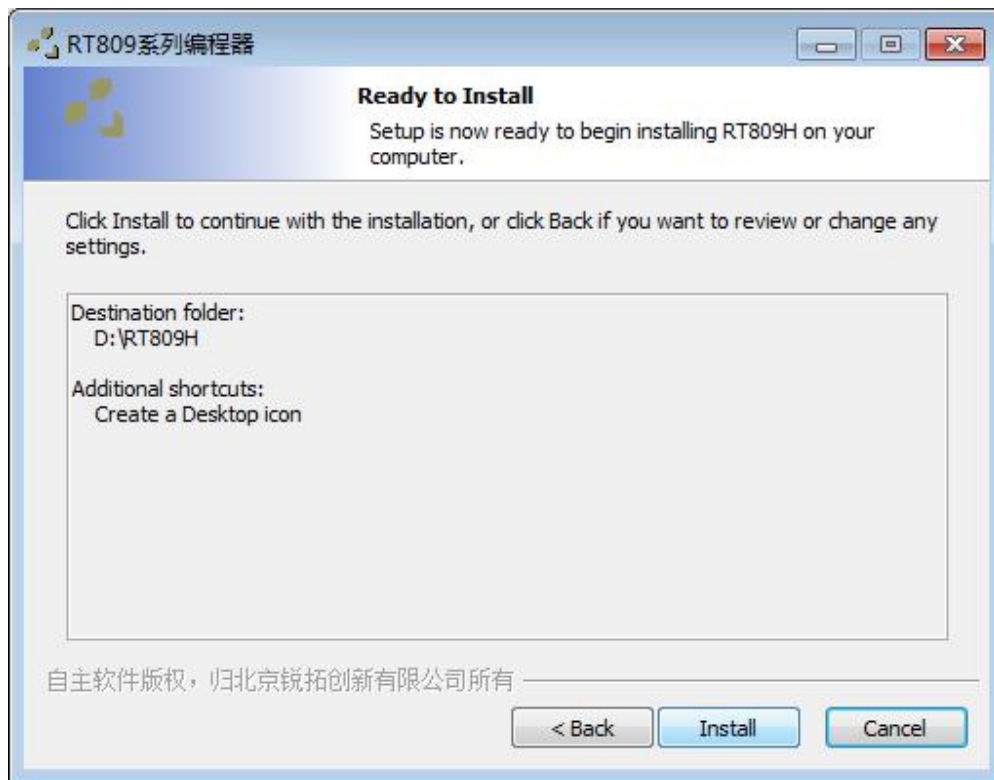 RT809系列编程器
Ready to Install
Setup is now ready to begin installing RT809H on your
computer.
Click Install to continue with the installation, or click Back if you want to review or change any
settings.
Destination folder:
D:\RT809H
Additional shortcuts:
Create a Desktop icon
自主软件版权，归北京锐拓创新有限公司所有
< Back
Install
Cancel